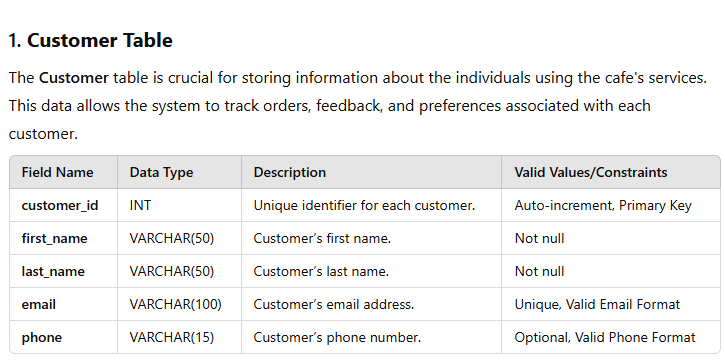 1. Customer Table
The Customer table is crucial for storing information about the individuals using the cafe's services.
This data allows the system to track orders, feedback, and preferences associated with each
customer.
Field Name Data Type Description Valid Values/Constraints
customer_id INT Unique identifier for each customer. Auto-increment, Primary Key
first_name VARCHAR(50) Customer’s first name. Not null
last_name VARCHAR(50) Customer’s last name. Not null
email VARCHAR(100) Customer’s email address. Unique, Valid Email Format
phone VARCHAR(15) Customer’s phone number. Optional, Valid Phone Format